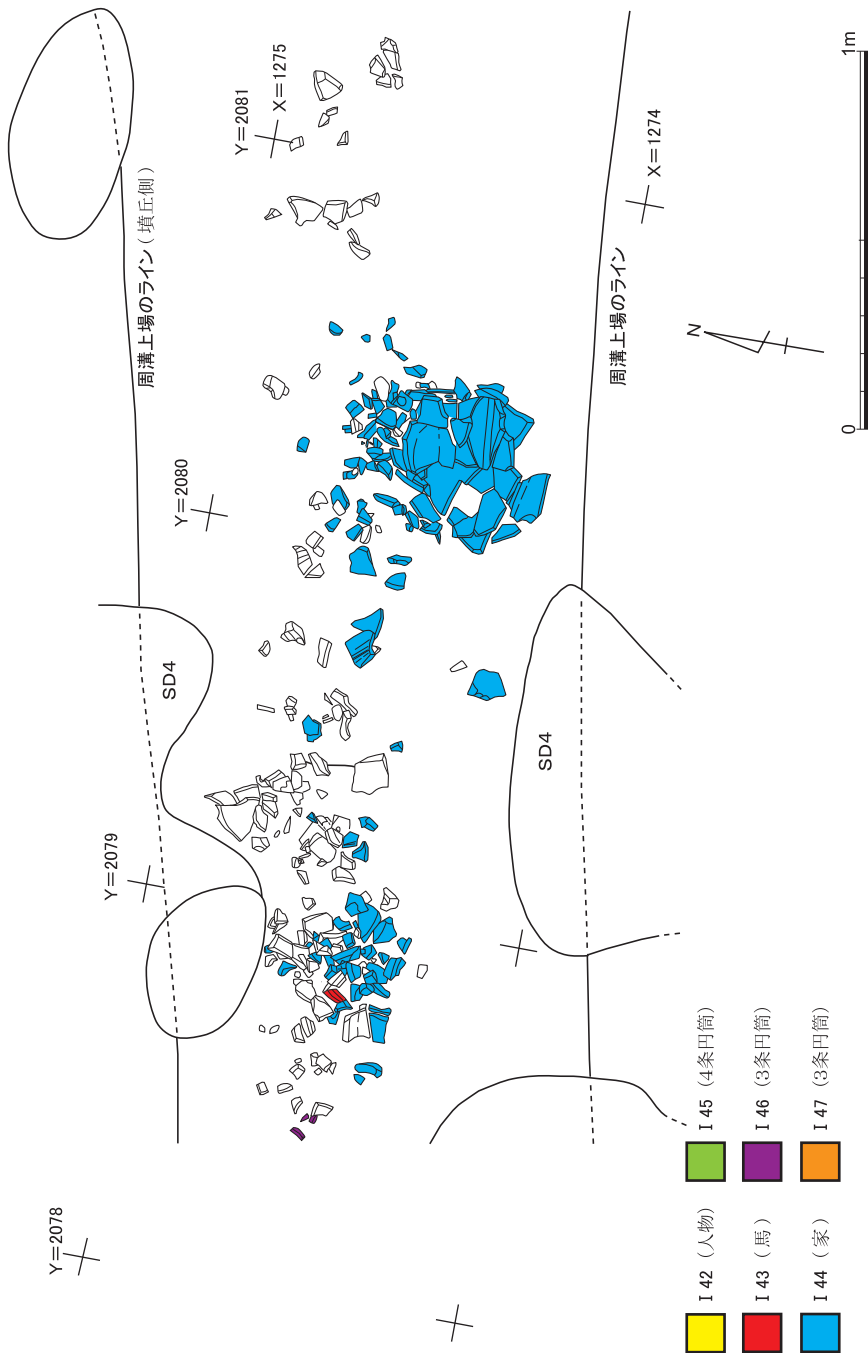 Y=2078
Y=2079
Y=2080
Y=2081
X=1275
周溝上場のライン（墳丘側）
SD4
SD4
周溝上場のライン
X=1274
N
I 42 （人物）
I 43 （馬）
I 44 （家）
I 45 （4条円筒）
I 46 （3条円筒）
I 47 （3条円筒）
0
1m